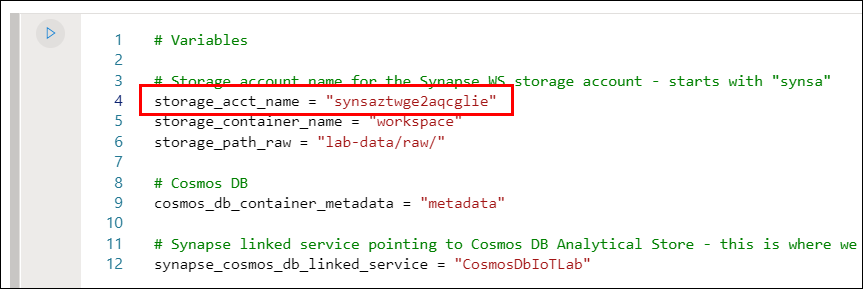 1 # Variables
2
3 # Storage account name for the Synapse WS storage account - starts with "synsa"
4 storage_acct_name = "synsaztwge2aqcglie"
5 storage_container_name = "workspace"
6 storage_path_raw = "lab-data/raw/"
7
8 # Cosmos DB
9 cosmos_db_container_metadata = "metadata"
10
11 # Synapse linked service pointing to Cosmos DB Analytical Store - this is where we
12 synapse_cosmos_db_linked_service = "CosmosDbIoTLab"